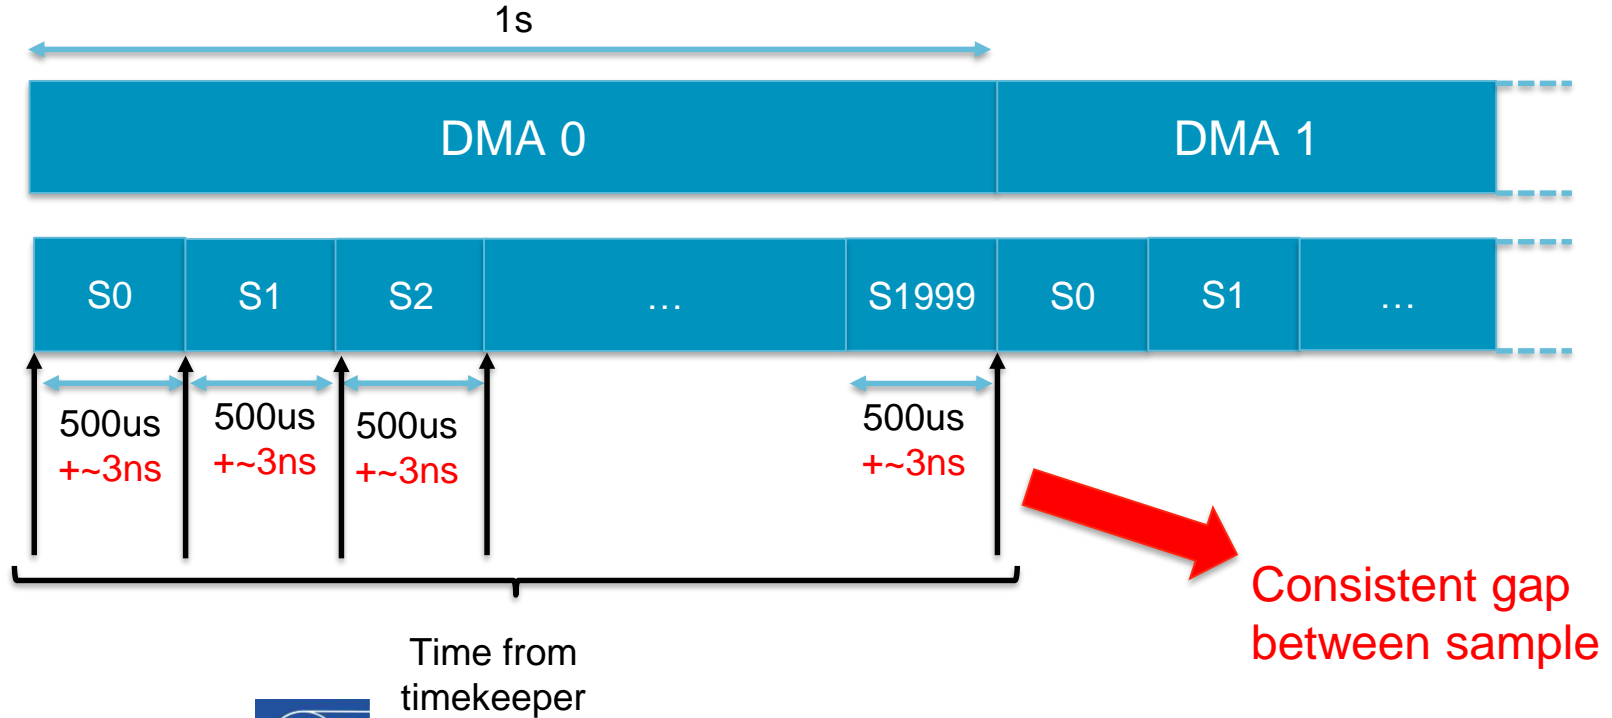 1s
DMA 0
DMA 1
S0
S1
S2
...
S1999
S0
S1
...
500us
+~3ns
500us
+~3ns
500us
+~3ns
500us
+~3ns
Consistent gap
between sample
Time from
timekeeper